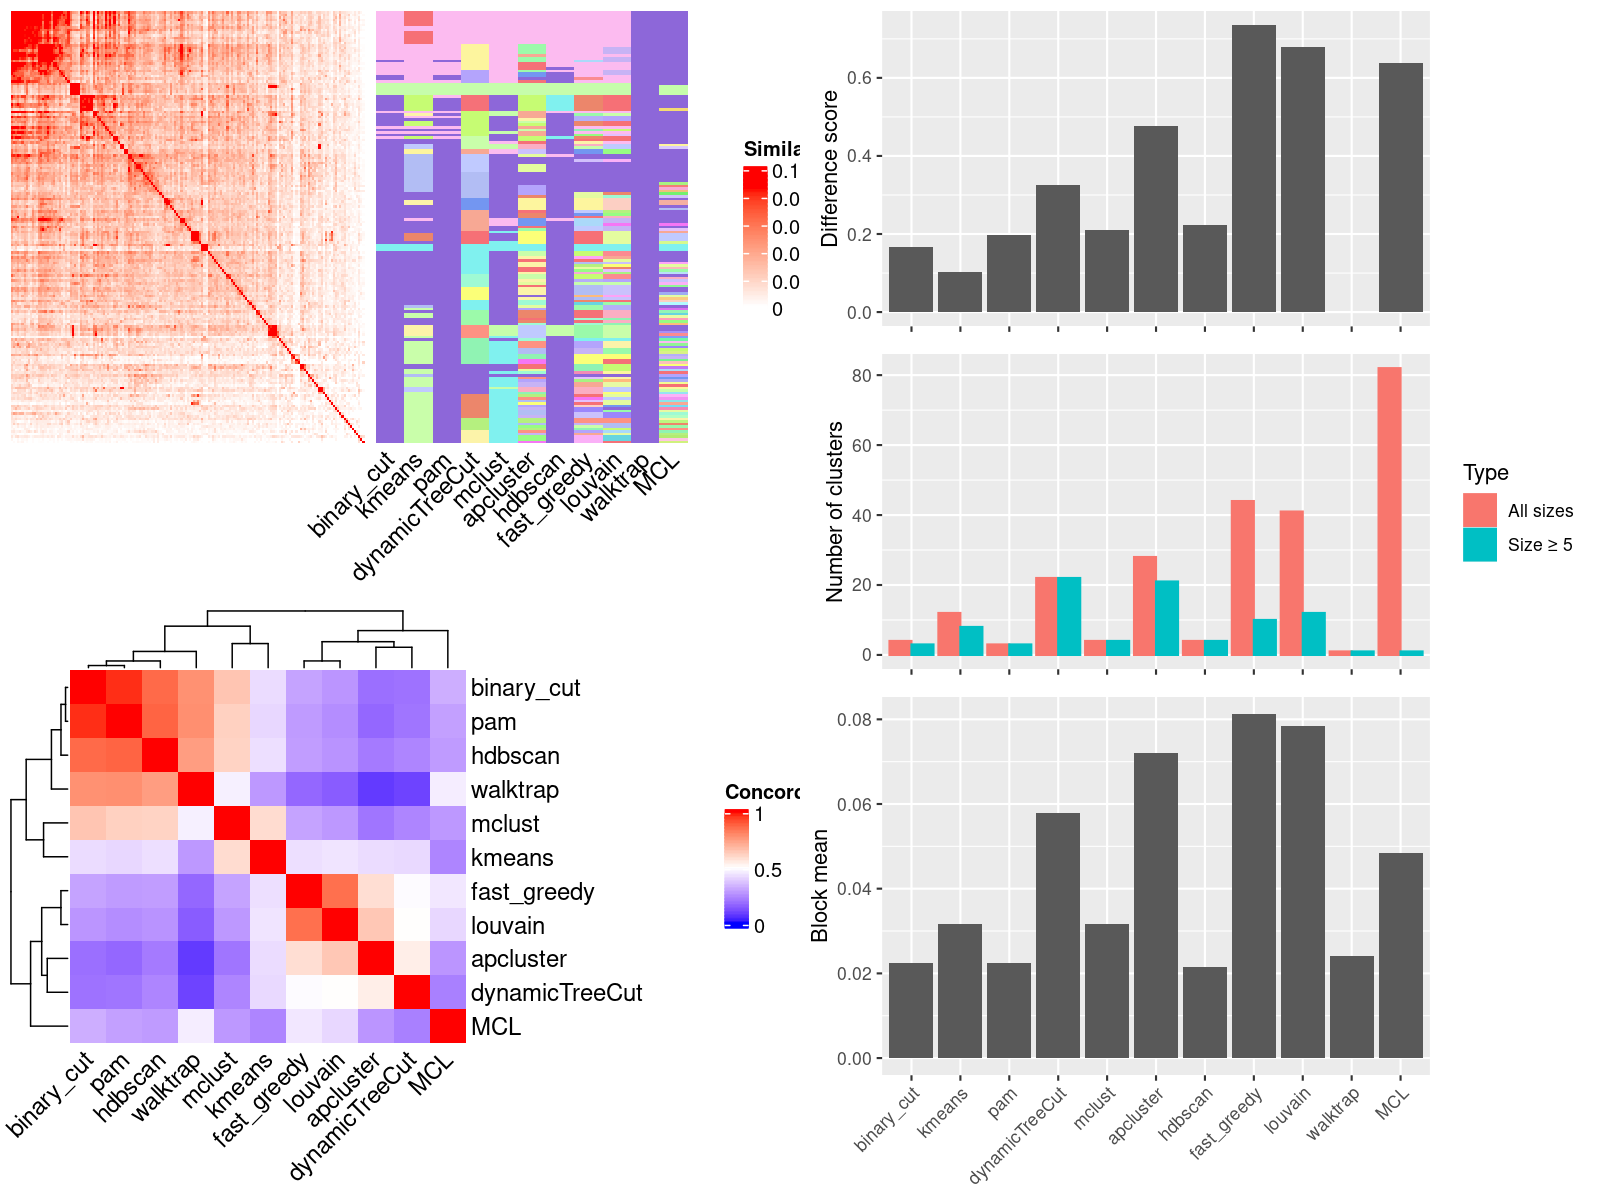 Simila
0.1
0.0
0.0
0.0
0.0
0
binary_cut
kmeans
pam
dynamicTreeCut
mclust
apcluster
hdbscan
fast_greedy
louvain
walktrap
MCL
binary_cut
pam
hdbscan
walktrap
mclust
kmeans
fast_greedy
louvain
apcluster
dynamicTreeCut
MCL
binary_cut
pam
hdbscan
walktrap
mclust
kmeans
fast_greedy
louvain
apcluster
dynamicTreeCut
MCL
Concord
1
0.5
0
Difference score
0.6
0.4
0.2
0.0
Number of clusters
80
60
40
20
0
Type
All sizes
Size ≥ 5
Block mean
0.08
0.06
0.04
0.02
0.00
binary_cut
kmeans
pam
dynamicTreeCut
mclust
apcluster
hdbscan
fast_greedy
louvain
walktrap
MCL